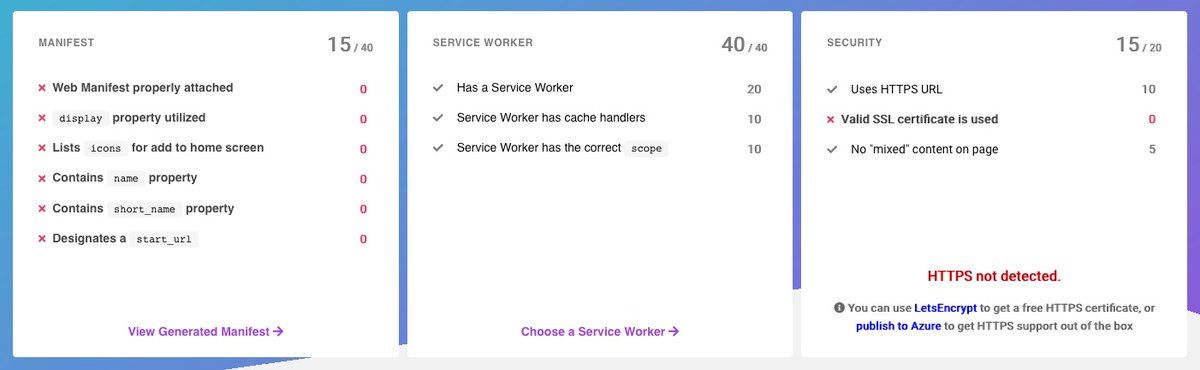 MANIFEST 15 / 40
Web Manifest properly attached 0
display property utilized 0
Lists icons for add to home screen 0
Contains name property 0
Contains short_name property 0
Designates a start_url 0
View Generated Manifest
SERVICE WORKER 40 / 40
Has a Service Worker 20
Service Worker has cache handlers 10
Service Worker has the correct scope 10
Choose a Service Worker
SECURITY 15 / 20
Uses HTTPS URL 10
Valid SSL certificate is used 0
No "mixed" content on page 5
HTTPS not detected.
You can use LetsEncrypt to get a free HTTPS certificate, or
publish to Azure to get HTTPS support out of the box